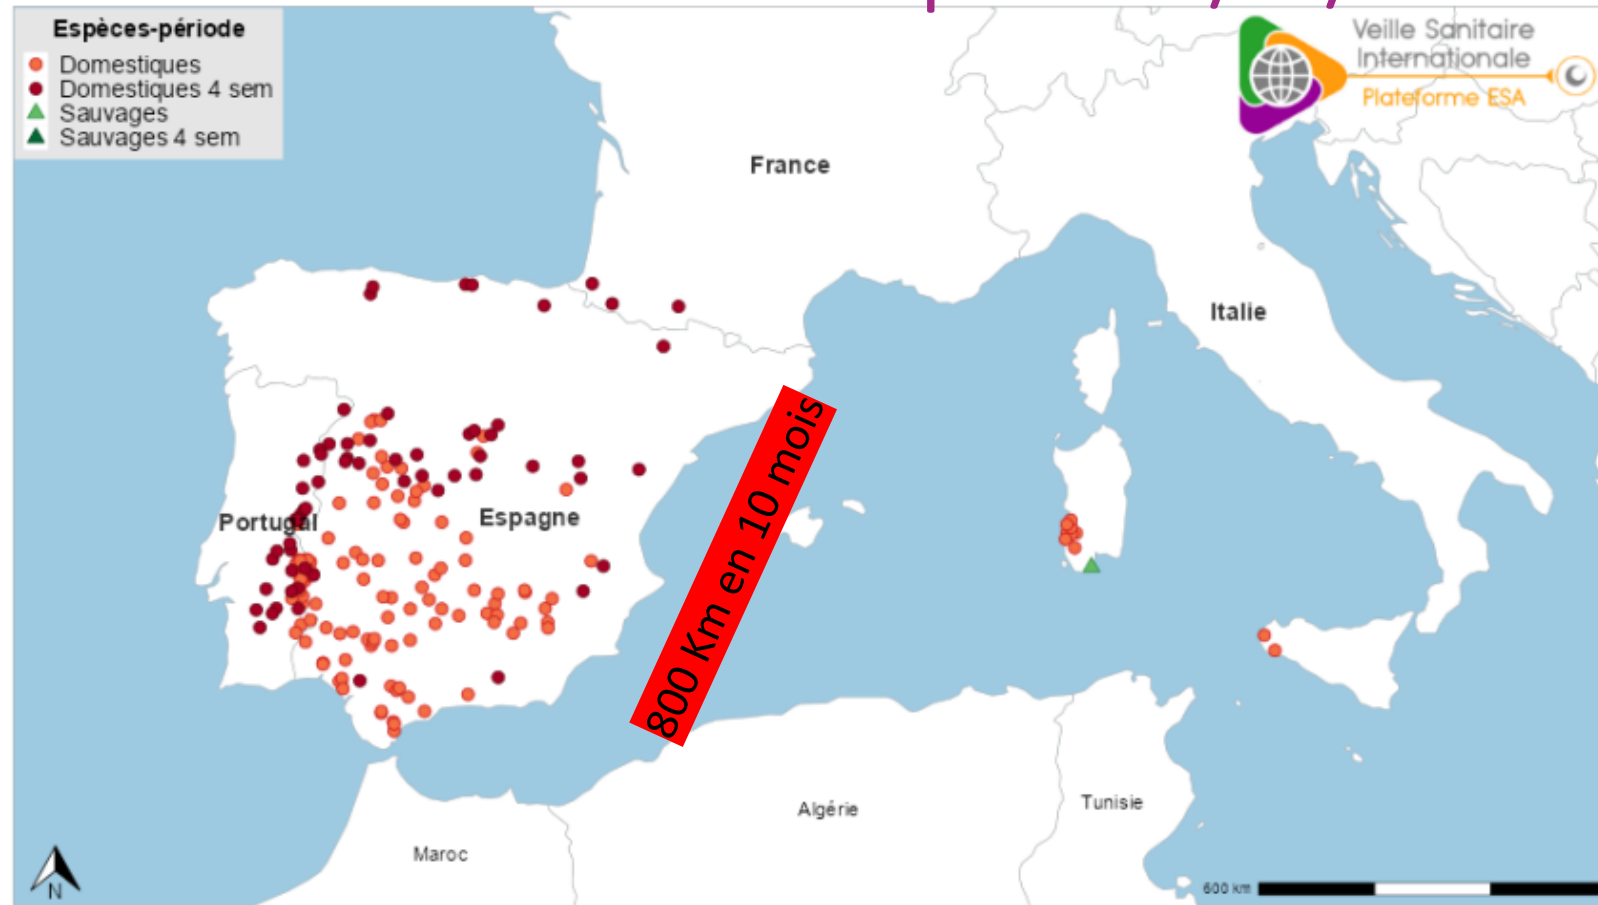 Espèces-période
Domestiques
Domestiques 4 sem
Sauvages
Sauvages 4 sem
Veille Sanitaire
Internationale
Plateforme ESA
France
Italie
Portugal
Espagne
800 Km en 10 mois
Algérie
Tunisie
Maroc
N
600 km